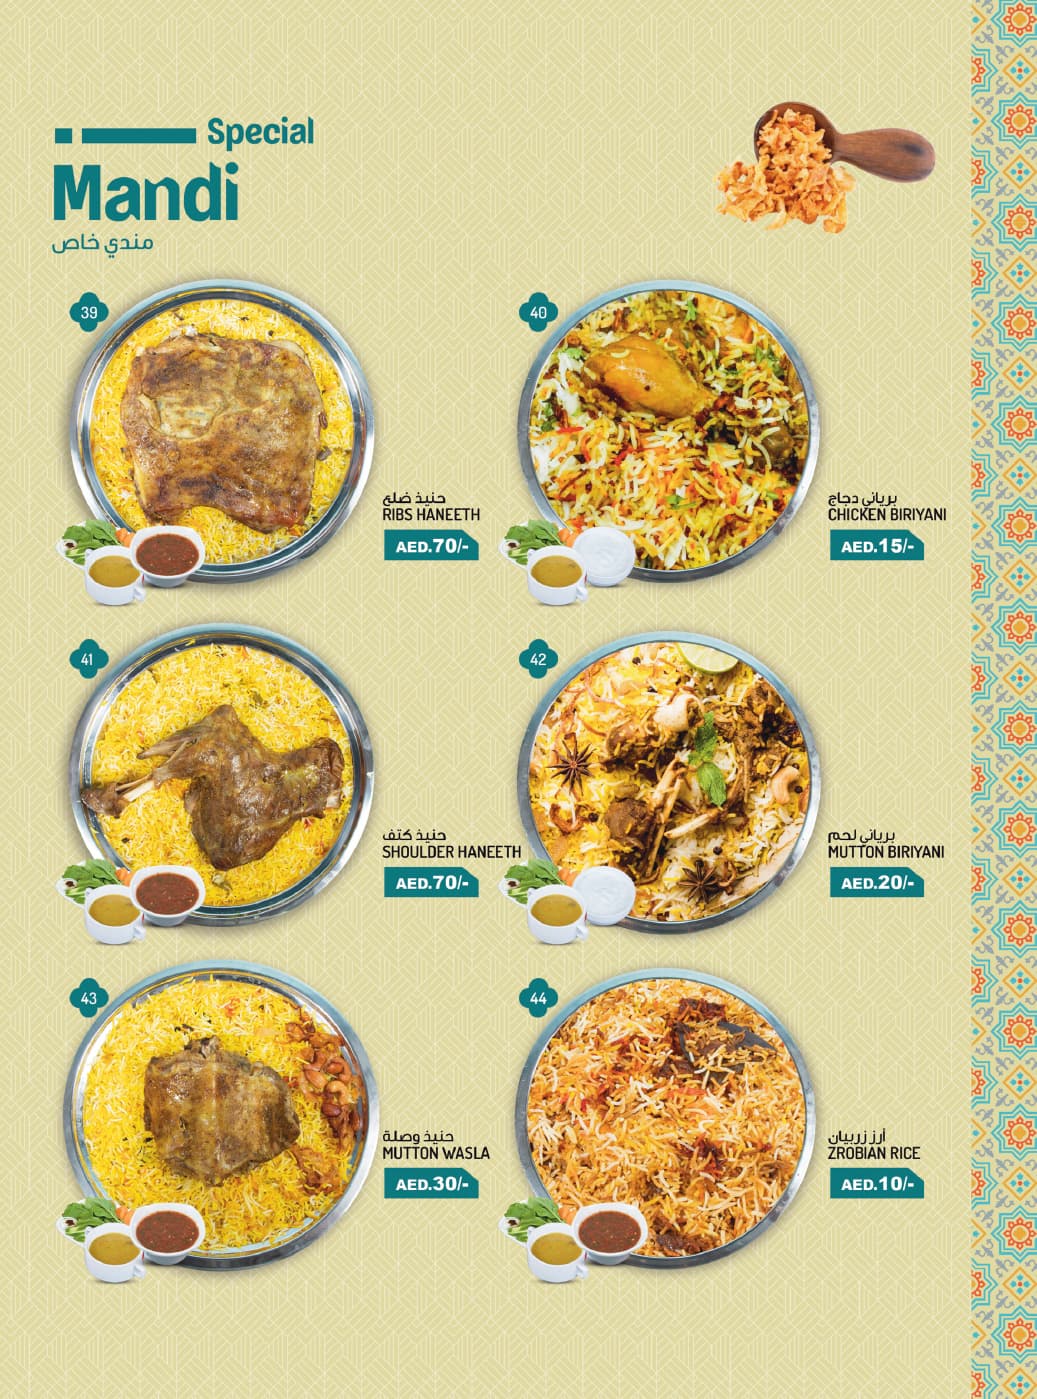 Special
Mandi
مندي خاص
39
حنيذ ضلع
RIBS HANEETH
AED.70/-
40
برياني دجاج
CHICKEN BIRIYANI
AED.15/-
41
حنيذ كتف
SHOULDER HANEETH
AED.70/-
42
برياني لحم
MUTTON BIRIYANI
AED.20/-
43
حنيذ وصلة
MUTTON WASLA
AED.30/-
44
أرز زربيان
ZROBIAN RICE
AED.10/-